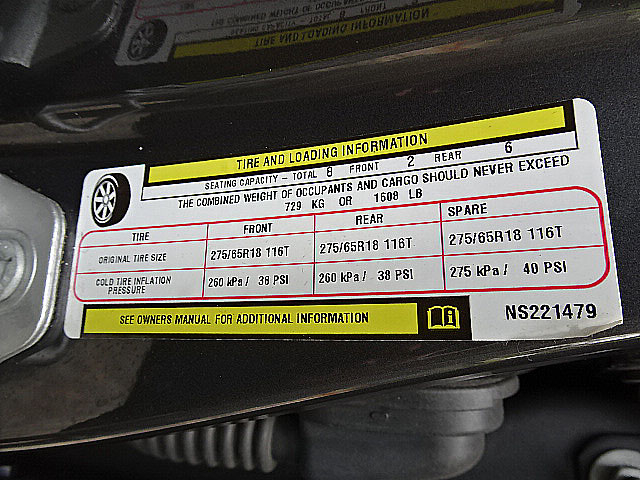 TIRE AND LOADING INFORMATION
SEATING CAPACITY - TOTAL 8 FRONT 2 REAR 6
THE COMBINED WEIGHT OF OCCUPANTS AND CARGO SHOULD NEVER EXCEED
729 KG OR 1608 LB
TIRE FRONT REAR SPARE
ORIGINAL TIRE SIZE 275/65R18 116T 275/65R18 116T 275/65R18 116T
COLD TIRE INFLATION PRESSURE 260 kPa / 38 PSI 260 kPa / 38 PSI 275 kPa / 40 PSI
SEE OWNERS MANUAL FOR ADDITIONAL INFORMATION
NS221479